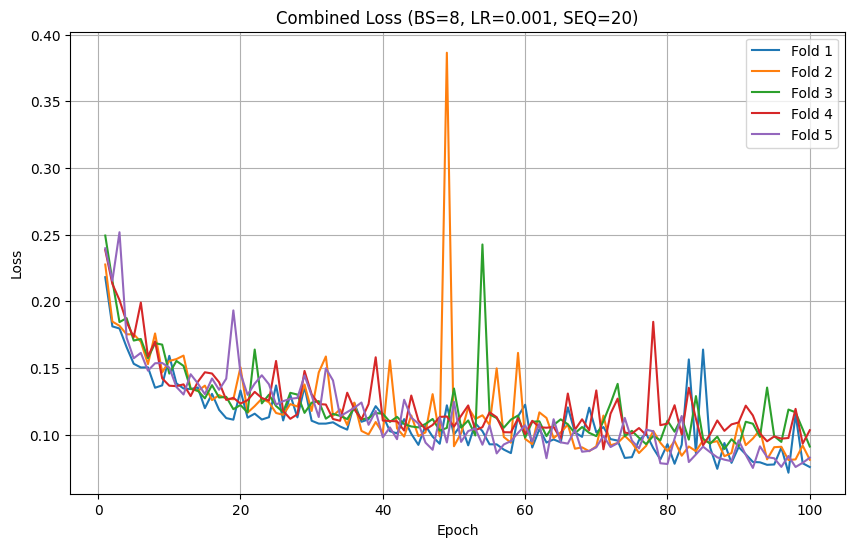 Combined Loss (BS=8, LR=0.001, SEQ=20)
0.40
0.35
0.30
0.25
0.20
0.15
0.10
Loss
0
20
40
60
80
100
Epoch
Fold 1
Fold 2
Fold 3
Fold 4
Fold 5